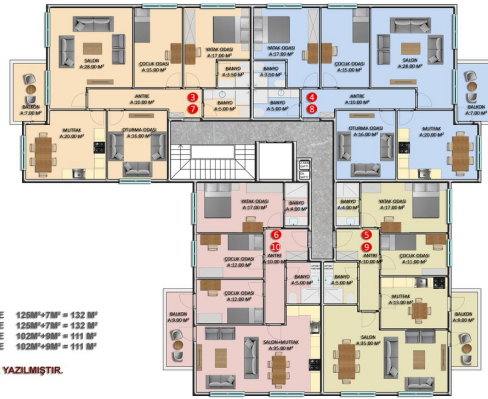 SALON
A:28.00 M²
ÇOCUK ODASI
A:15.00 M²
YATAK ODASI
A:17.00 M²
BANYO
A:3.50 M²
YATAK ODASI
A:17.00 M²
BANYO
A:3.50 M²
ÇOCUK ODASI
A:15.00 M²
SALON
A:28.00 M²
BALKON
A:7.00 M²
ANTRE
A:10.00 M²
3
7
BANYO
A:5.00 M²
BANYO
A:5.00 M²
4
8
ANTRE
A:10.00 M²
BALKON
A:7.00 M²
MUTFAK
A:20.00 M²
OTURMA ODASI
A:16.00 M²
OTURMA ODASI
A:16.00 M²
MUTFAK
A:20.00 M²
YATAK ODASI
A:17.00 M²
BANYO
A:4.00 M²
BANYO
A:4.00 M²
YATAK ODASI
A:17.00 M²
6
10
5
9
ÇOCUK ODASI
A:12.00 M²
ANTRE
A:10.00 M²
ANTRE
A:10.00 M²
ÇOCUK ODASI
ÇOCUK ODASI
A:12.00 M²
BANYO
A:5.00 M²
BANYO
A:5.00 M²
MUTFAK
BALKON
A:9.00 M²
BALKON
A:9.00 M²
SALON+MUTFAK
A:35.00 M²
SALON
A:35.00 M²
E 125M²+7M² = 132 M²
E 125M²+7M² = 132 M²
E 102M²+9M² = 111 M²
E 102M²+9M² = 111 M²
YAZILMIŞTIR.